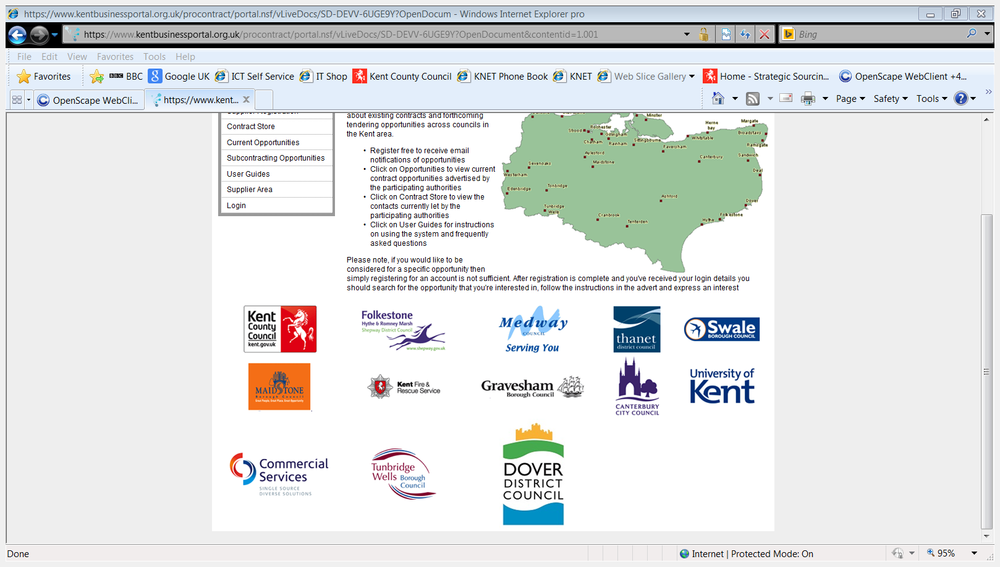 https://www.kentbusinessportal.org.uk/procontract/portal.nsf/vLiveDocs/SD-DEVV-6UGE9Y?OpenDocum - Windows Internet Explorer pro
https://www.kentbusinessportal.org.uk/procontract/portal.nsf/vLiveDocs/SD-DEVV-6UGE9Y?OpenDocument&contentid=1.001
Bing
File Edit View Favorites Tools Help
Favorites BBC BBC Google UK ICT Self Service IT Shop Kent County Council KNET Phone Book KNET Web Slice Gallery Home - Strategic Sourcin... OpenScape WebClient +4...
OpenScape WebCli... https://www.kent... Page Safety Tools
Contract Store
Current Opportunities
Subcontracting Opportunities
User Guides
Supplier Area
Login
about existing contracts and forthcoming
tendering opportunities across councils in
the Kent area.
• Register free to receive email
notifications of opportunities
• Click on Opportunities to view current
contract opportunities advertised by
the participating authorities
• Click on Contract Store to view the
contacts currently let by the
participating authorities
• Click on User Guides for instructions
on using the system and frequently
asked questions
Please note, if you would like to be
considered for a specific opportunity then
simply registering for an account is not sufficient. After registration is complete and you've received your login details you
should search for the opportunity that you're interested in, follow the instructions in the advert and express an interest
Minster
Margate
Herne
bay
Strood
Rochester
Gillingham
Broadstairs
Whitstable
Chatham
Rainham
Sittingbourne
Ramsgate
Faversham
Aylesford
Sandwich
Canterbury
Maidstone
Sevenoaks
Deal
Westerham
Edenbridge
Tonbridge
Ashford
Dover
Tunbridge
Wells
Cranbrook
Folkestone
Hythe
Tenterden
Kent
County
Council
kent.gov.uk
Folkestone
Hythe & Romney Marsh
Shepway District Council
www.shepway.gov.uk
Medway
COUNCIL
Serving You
thanet
district council
Swale
BOROUGH COUNCIL
MAIDSTONE
Borough Council
Great People, Great Place, Great Opportunity
Kent Fire &
Rescue Service
Gravesham
Borough Council
CANTERBURY
CITY COUNCIL
University of
Kent
Commercial
Services
SINGLE SOURCE
DIVERSE SOLUTIONS
Tunbridge
Wells Borough
Council
DOVER
DISTRICT
COUNCIL
Done
Internet | Protected Mode: On
95%